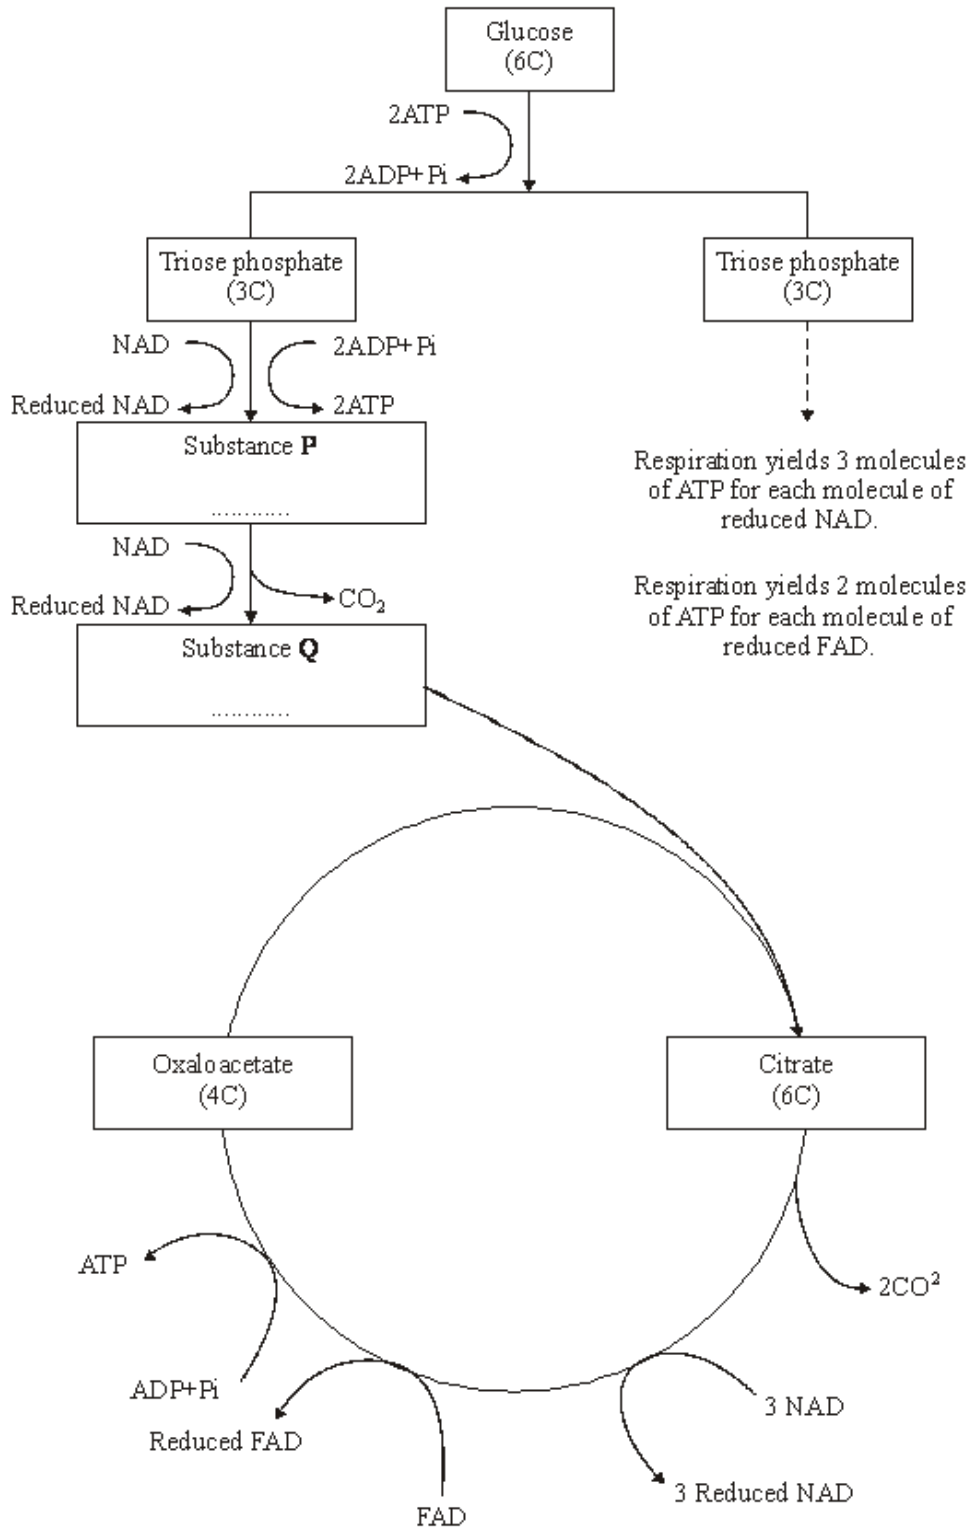 Glucose
(6C)
2ATP
2ADP+Pi
Triose phosphate
(3C)
Triose phosphate
(3C)
NAD
2ADP+Pi
Reduced NAD
2ATP
Substance P
............
Respiration yields 3 molecules
of ATP for each molecule of
reduced NAD.
NAD
Reduced NAD
CO₂
Respiration yields 2 molecules
of ATP for each molecule of
reduced FAD.
Substance Q
............
Oxaloacetate
(4C)
Citrate
(6C)
ATP
2CO²
ADP+Pi
3 NAD
Reduced FAD
3 Reduced NAD
FAD